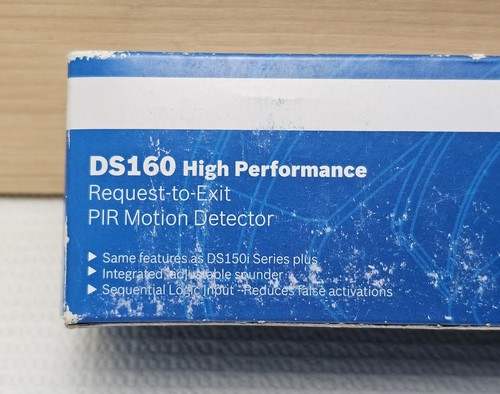 DS160 High Performance
Request-to-Exit
PIR Motion Detector
▶ Same features as DS150i Series plus
▶ Integrated, adjustable sounder
▶ Sequential Logic Input - Reduces false activations